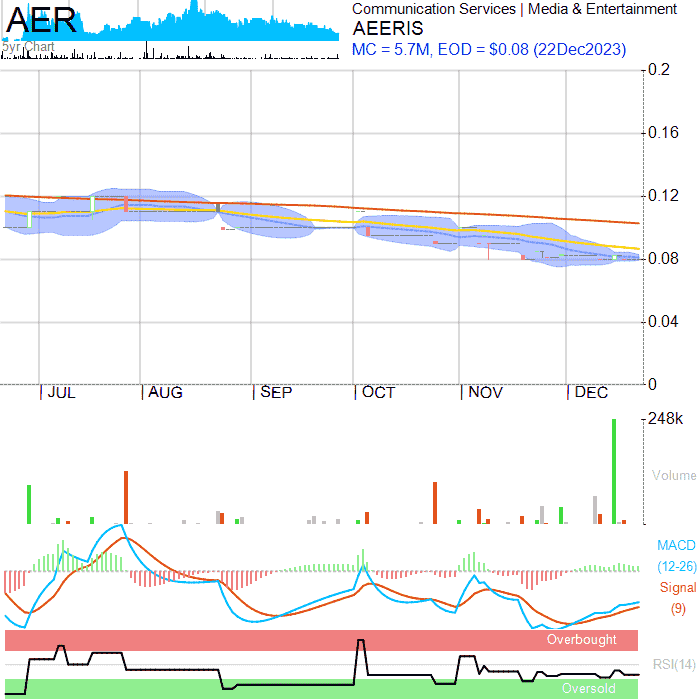 AER
5yr Chart
Communication Services | Media & Entertainment
AEERIS
MC = 5.7M, EOD = $0.08 (22Dec2023)
0.2
0.16
0.12
0.08
0.04
0
JUL AUG SEP OCT NOV DEC
248k
Volume
MACD
(12-26)
Signal
(9)
Overbought
RSI(14)
Oversold